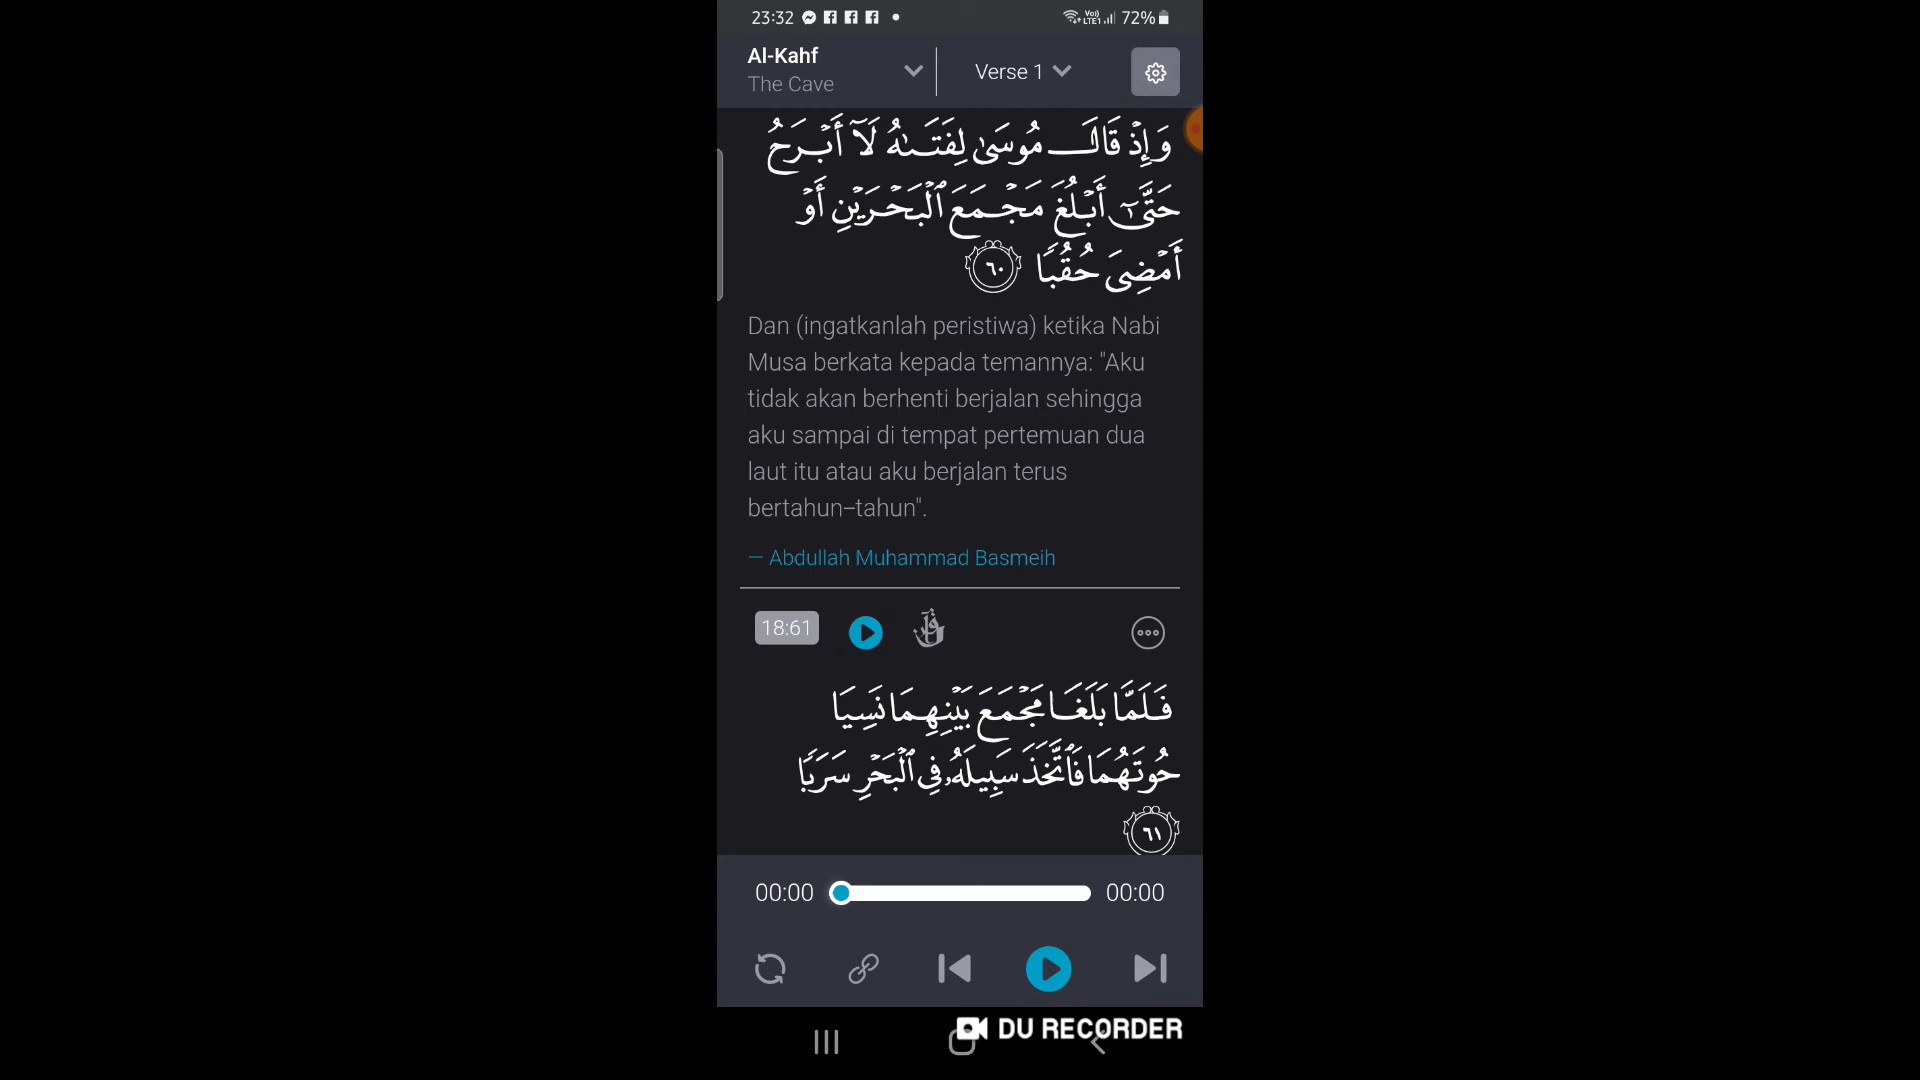 23:32
Vo)) LTE1 72%
Al-Kahf
The Cave
Verse 1
وَإِذْ قَالَ مُوسَىٰ لِفَتَىٰهُ لَآ أَبْرَحُ
حَتَّىٰٓ أَبْلُغَ مَجْمَعَ ٱلْبَحْرَيْنِ أَوْ
أَمْضِىَ حُقُبًا ٦٠
Dan (ingatkanlah peristiwa) ketika Nabi
Musa berkata kepada temannya: "Aku
tidak akan berhenti berjalan sehingga
aku sampai di tempat pertemuan dua
laut itu atau aku berjalan terus
bertahun–tahun".
— Abdullah Muhammad Basmeih
18:61
فَلَمَّا بَلَغَا مَجْمَعَ بَيْنِهِمَا نَسِيَا
حُوتَهُمَا فَٱتَّخَذَ سَبِيلَهُۥ فِى ٱلْبَحْرِ سَرَبًا
٦١
00:00 00:00
DU RECORDER